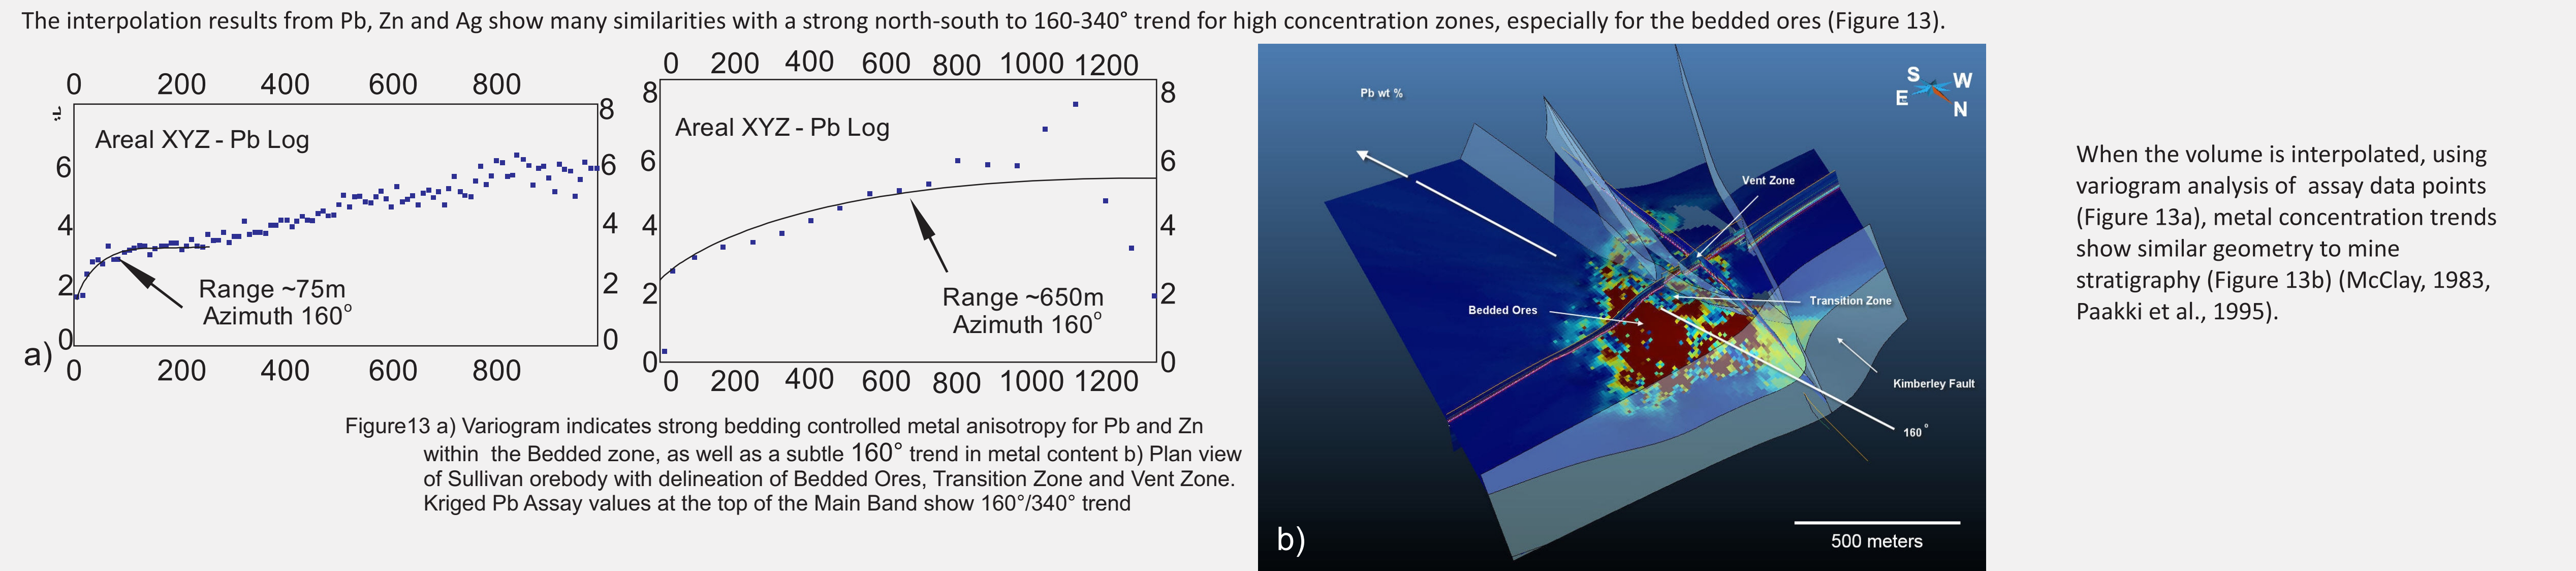 The interpolation results from Pb, Zn and Ag show many similarities with a strong north-south to 160-340° trend for high concentration zones, especially for the bedded ores (Figure 13).
0 200 400 600 800
8
6 6
4 4
2 2
0 0
0 200 400 600 800
Areal XYZ - Pb Log
Range ~75m
Azimuth 160°
a)
0 200 400 600 800 1000 1200
8 8
6 6
4 4
2 2
0 0
0 200 400 600 800 1000 1200
Areal XYZ - Pb Log
Range ~650m
Azimuth 160°
Figure13 a) Variogram indicates strong bedding controlled metal anisotropy for Pb and Zn
within the Bedded zone, as well as a subtle 160° trend in metal content b) Plan view
of Sullivan orebody with delineation of Bedded Ores, Transition Zone and Vent Zone.
Kriged Pb Assay values at the top of the Main Band show 160°/340° trend
Pb wt %
S W
E N
Vent Zone
Transition Zone
Bedded Ores
Kimberley Fault
160°
500 meters
b)
When the volume is interpolated, using
variogram analysis of assay data points
(Figure 13a), metal concentration trends
show similar geometry to mine
stratigraphy (Figure 13b) (McClay, 1983,
Paakki et al., 1995).